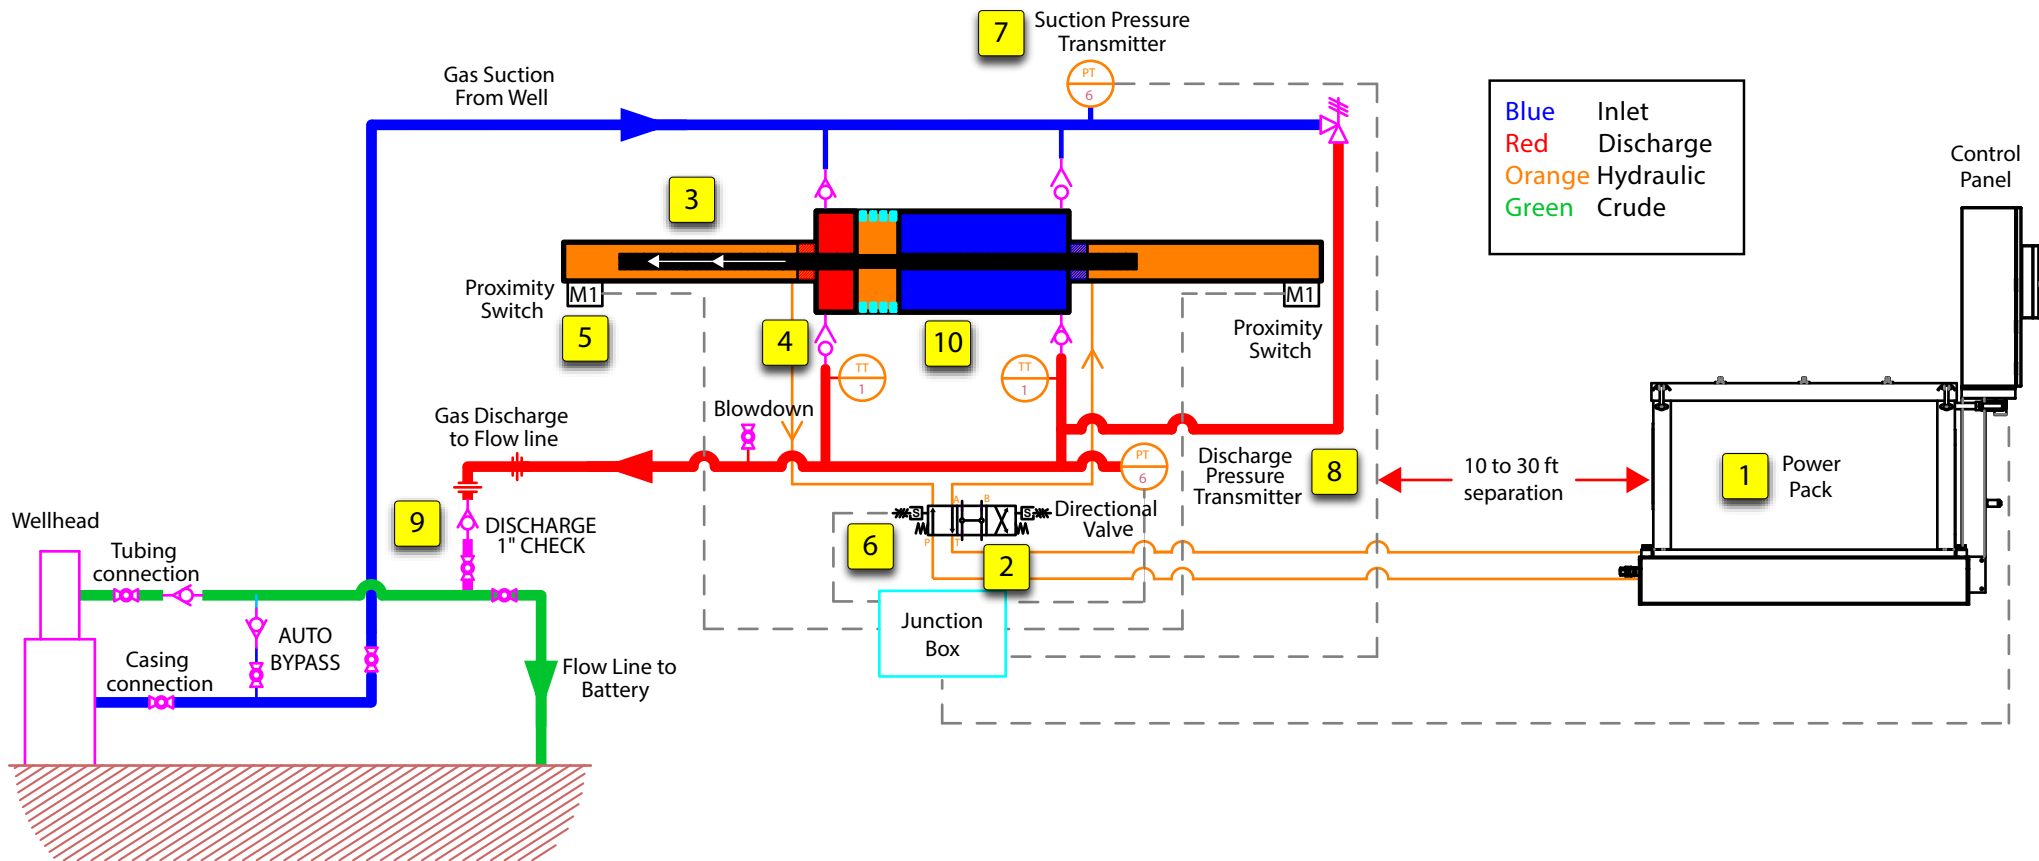 7
Suction Pressure
Transmitter
PT
6
Gas Suction
From Well
Blue Inlet
Red Discharge
Orange Hydraulic
Green Crude
Control
Panel
3
Proximity
Switch
M1
5
4
10
M1
Proximity
Switch
TT
1
TT
1
Blowdown
Gas Discharge
to Flow line
PT
6
Discharge
Pressure
Transmitter
8
10 to 30 ft
separation
1
Power
Pack
9
DISCHARGE
1" CHECK
A
B
S
S
P
T
Directional
Valve
6
2
Wellhead
Tubing
connection
Junction
Box
AUTO
BYPASS
Casing
connection
Flow Line to
Battery